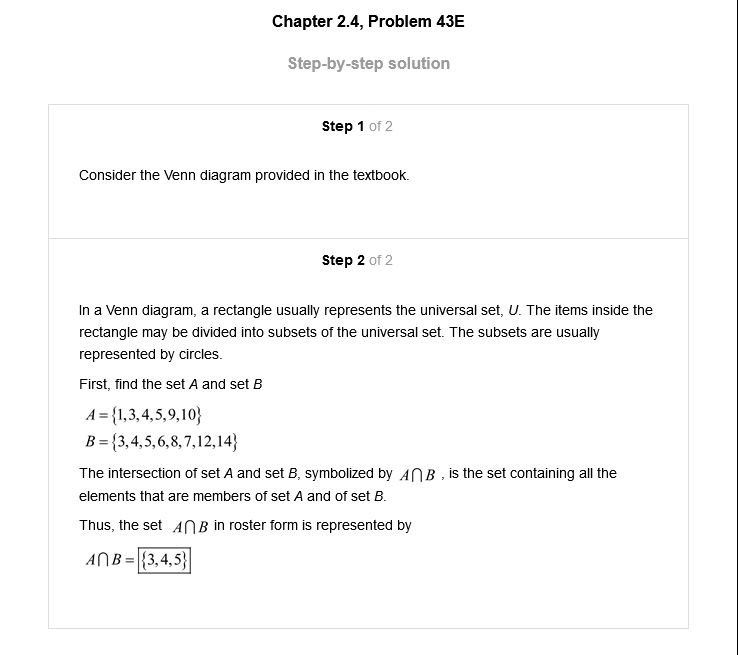 Chapter 2.4, Problem 43E
Step-by-step solution
Step 1 of 2
Consider the Venn diagram provided in the textbook.
Step 2 of 2
In a Venn diagram, a rectangle usually represents the universal set, U. The items inside the
rectangle may be divided into subsets of the universal set. The subsets are usually
represented by circles.
First, find the set A and set B
A = {1,3,4,5,9,10}
B = {3,4,5,6,8,7,12,14}
The intersection of set A and set B, symbolized by A⋂B , is the set containing all the
elements that are members of set A and of set B.
Thus, the set A⋂B in roster form is represented by
A⋂B = {3,4,5}